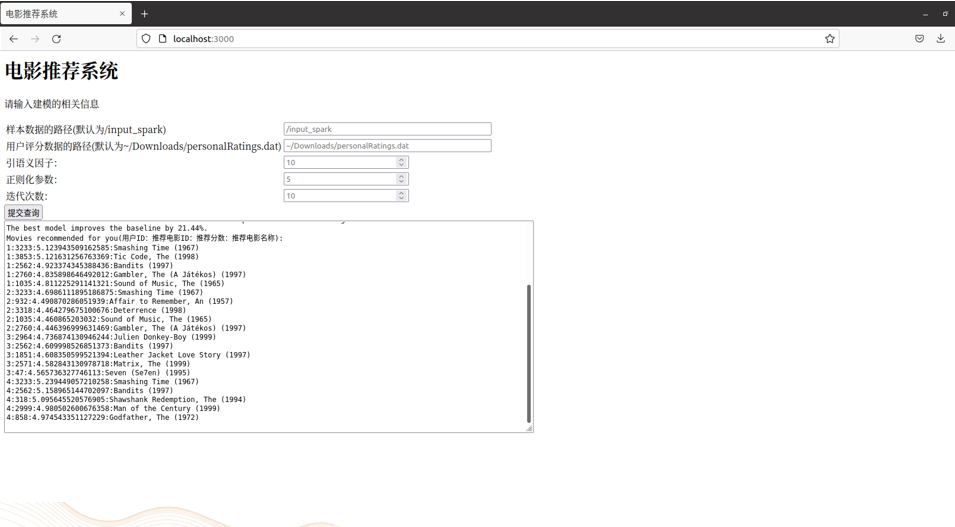 电影推荐系统
localhost:3000
电影推荐系统
请输入建模的相关信息
样本数据的路径(默认为/input_spark)
/input_spark
用户评分数据的路径(默认为~/Downloads/personalRatings.dat)
~/Downloads/personalRatings.dat
引语义因子:
10
正则化参数:
5
迭代次数:
10
提交查询
The best model improves the baseline by 21.44%.
Movies recommended for you(用户ID: 推荐电影ID: 推荐分数: 推荐电影名称):
1:3233:5.123943509162585:Smashing Time (1967)
1:3853:5.121631256763369:Tic Code, The (1998)
1:2562:4.923374345388436:Bandits (1997)
1:2760:4.835898646492012:Gambler, The (A Játékos) (1997)
1:1035:4.811225291141321:Sound of Music, The (1965)
2:3233:4.6986111895186875:Smashing Time (1967)
2:932:4.490870286051939:Affair to Remember, An (1957)
2:3318:4.464279675100676:Deterrence (1998)
2:1035:4.460865203032:Sound of Music, The (1965)
2:2760:4.446396999631469:Gambler, The (A Játékos) (1997)
3:2964:4.736874130946244:Julien Donkey-Boy (1999)
3:2562:4.609998526851373:Bandits (1997)
3:1851:4.608350599521394:Leather Jacket Love Story (1997)
3:2571:4.582843130978718:Matrix, The (1999)
3:47:4.565736327746113:Seven (Se7en) (1995)
4:3233:5.239449057210258:Smashing Time (1967)
4:2562:5.158965144702097:Bandits (1997)
4:318:5.095645520576905:Shawshank Redemption, The (1994)
4:2999:4.980502600676358:Man of the Century (1999)
4:858:4.974543351127229:Godfather, The (1972)